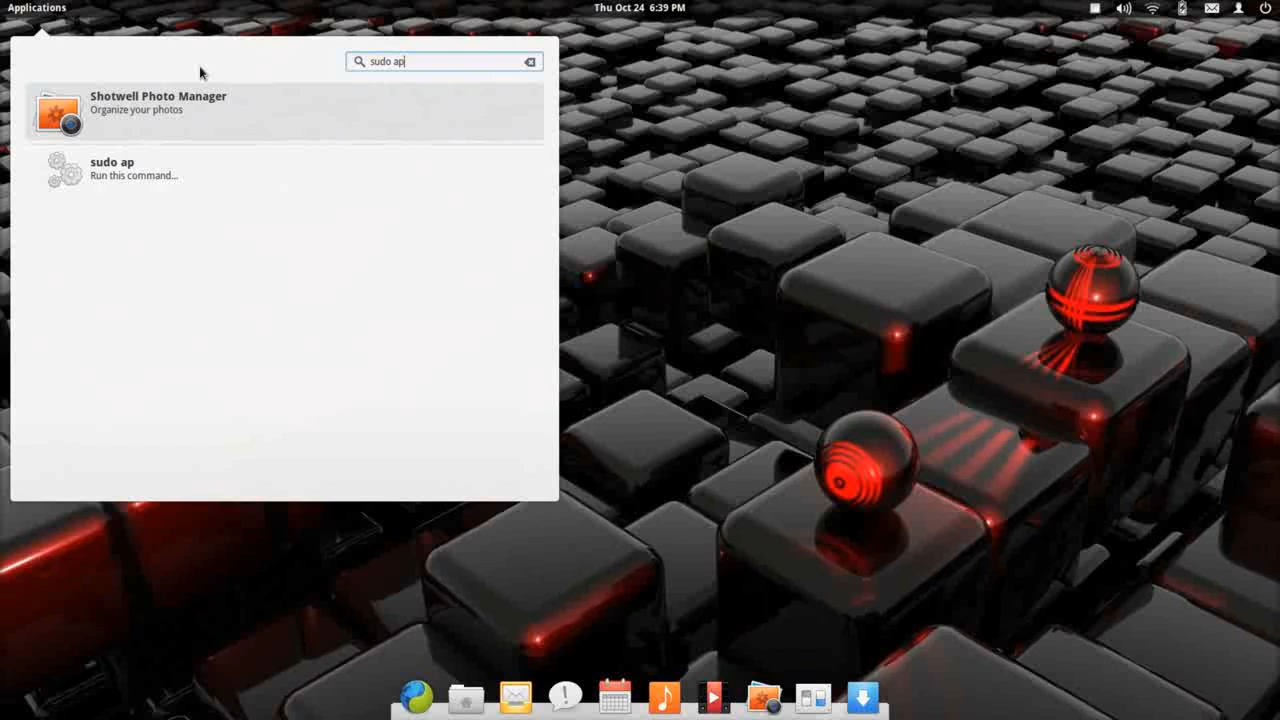 Applications
Thu Oct 24 6:39 PM
sudo ap
Shotwell Photo Manager
Organize your photos
sudo ap
Run this command...